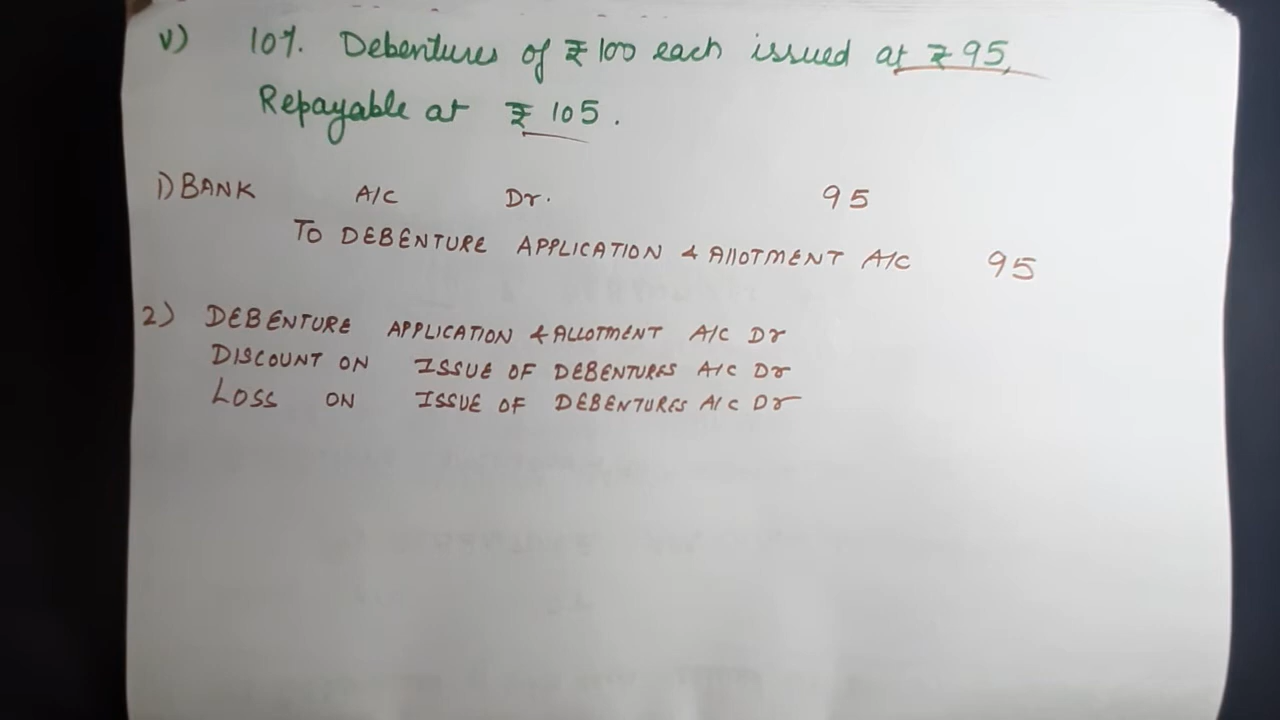 v) 10%. Debentures of ₹100 each issued at ₹95,
Repayable at ₹105.
1) BANK A/C Dr. 95
TO DEBENTURE APPLICATION & AllOTMENT A/C 95
2) DEBENTURE APPLICATION & ALLOTMENT A/C Dr
DISCOUNT ON ISSUE OF DEBENTURES A/C Dr
LOSS ON ISSUE OF DEBENTURES A/C Dr